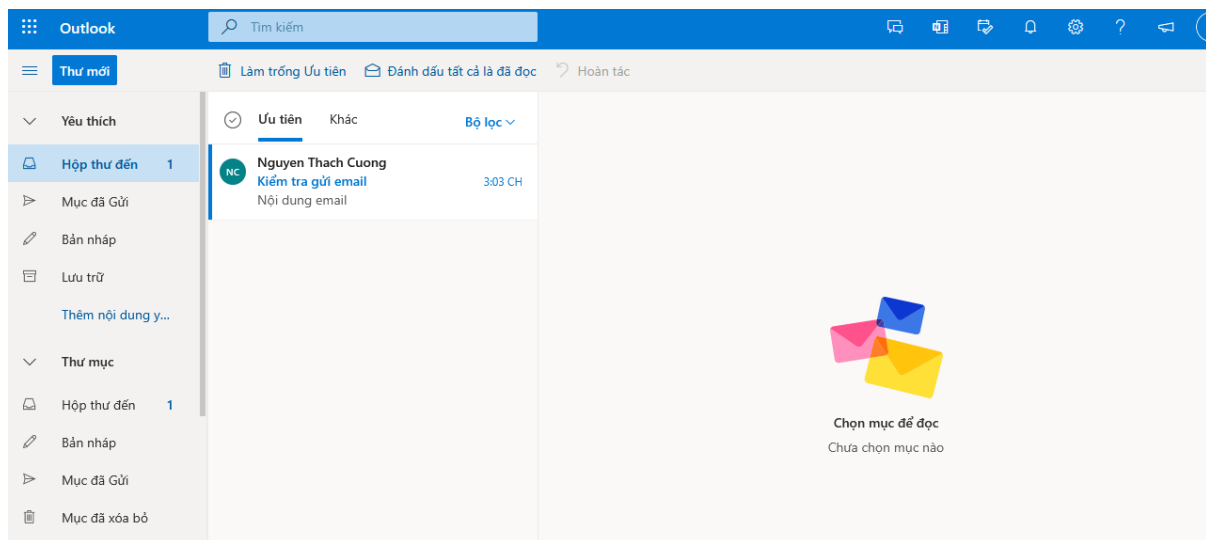 Outlook
Tìm kiếm
Thư mới
Làm trống Ưu tiên
Đánh dấu tất cả là đã đọc
Hoàn tác
Yêu thích
Hộp thư đến 1
Mục đã Gửi
Bản nháp
Lưu trữ
Thêm nội dung y...
Thư mục
Hộp thư đến 1
Bản nháp
Mục đã Gửi
Mục đã xóa bỏ
Ưu tiên
Khác
Bộ lọc
NC
Nguyen Thach Cuong
Kiểm tra gửi email 3:03 CH
Nội dung email
Chọn mục để đọc
Chưa chọn mục nào